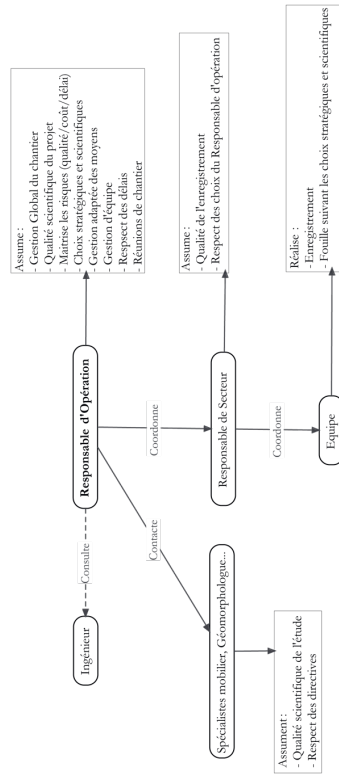 Assume :
- Gestion Global du chantier
- Qualité scientifique du projet
- Maitrise les risques (qualité/coût/délai)
- Choix stratégiques et scientifiques
- Gestion adaptée des moyens
- Gestion d'équipe
- Respsect des délais
- Réunions de chantier
Ingénieur
Consulte
Responsable d'Opération
Contacte
Coordonne
Assume :
- Qualité de l'enregistrement
- Respect des choix du Responsable d'opération
Spécialistes mobilier, Géomorphologue...
Responsable de Secteur
Coordonne
Assument :
- Qualité scientifique de l'étude
- Respect des directives
Equipe
Réalise :
- Enregistrement
- Fouille suivant les choix stratégiques et scientifiques